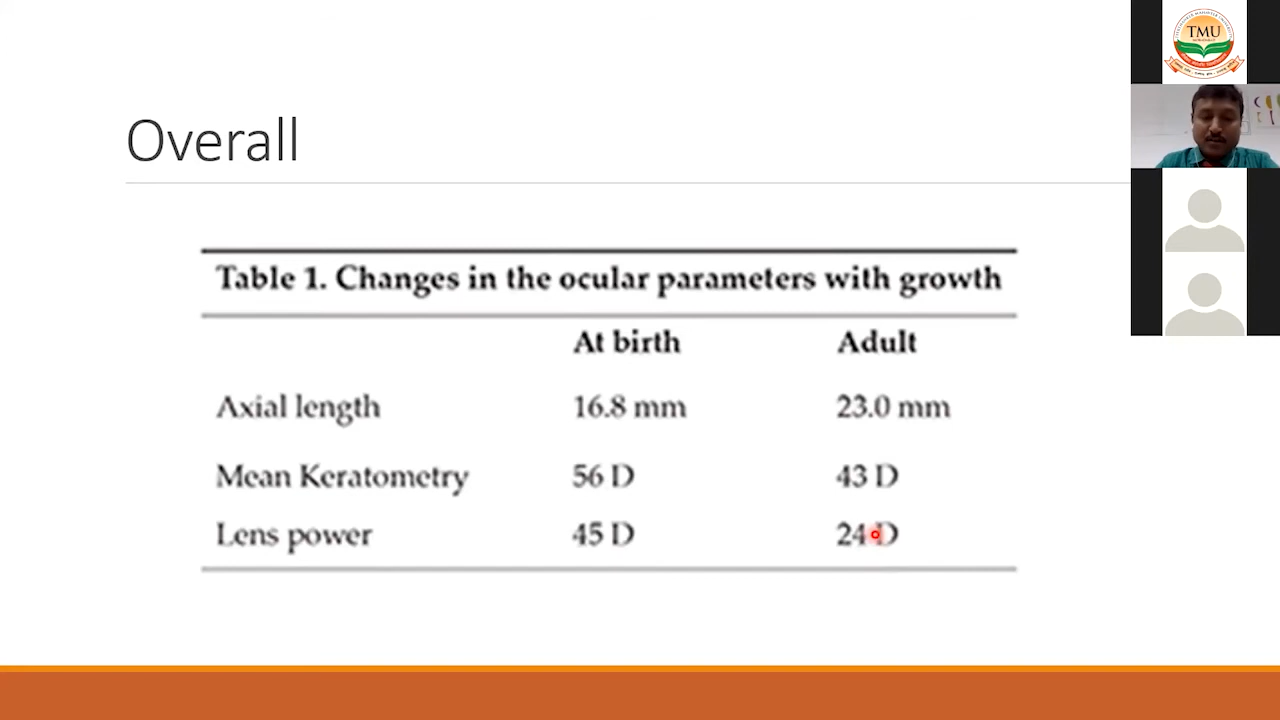 TMU
Overall
Table 1. Changes in the ocular parameters with growth
At birth Adult
Axial length 16.8 mm 23.0 mm
Mean Keratometry 56 D 43 D
Lens power 45 D 24 D